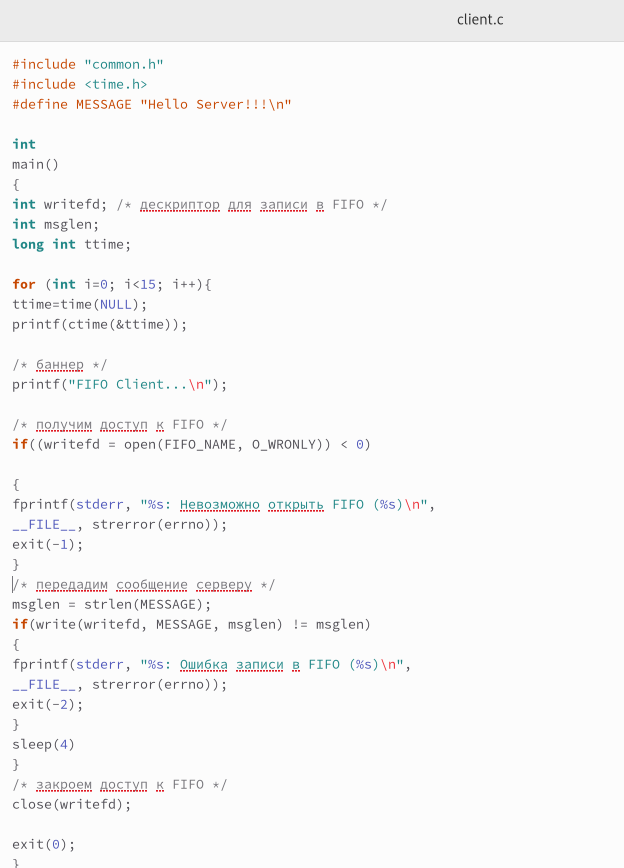 client.c
#include "common.h"
#include <time.h>
#define MESSAGE "Hello Server!!!\n"
int
main()
{
int writefd; /* дескриптор для записи в FIFO */
int msglen;
long int ttime;
for (int i=0; i<15; i++){
ttime=time(NULL);
printf(ctime(&ttime));
/* баннер */
printf("FIFO Client...\n");
/* получим доступ к FIFO */
if((writefd = open(FIFO_NAME, O_WRONLY)) < 0)
{
fprintf(stderr, "%s: Невозможно открыть FIFO (%s)\n",
__FILE__, strerror(errno));
exit(-1);
}
/* передадим сообщение серверу */
msglen = strlen(MESSAGE);
if(write(writefd, MESSAGE, msglen) != msglen)
{
fprintf(stderr, "%s: Ошибка записи в FIFO (%s)\n",
__FILE__, strerror(errno));
exit(-2);
}
sleep(4)
}
/* закроем доступ к FIFO */
close(writefd);
exit(0);
}